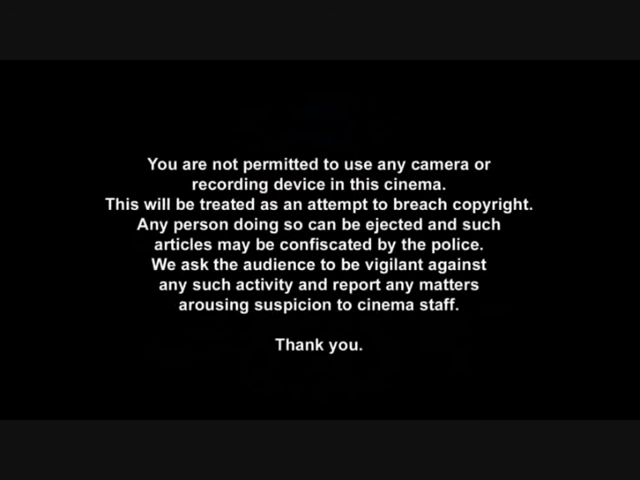 You are not permitted to use any camera or
recording device in this cinema.
This will be treated as an attempt to breach copyright.
Any person doing so can be ejected and such
articles may be confiscated by the police.
We ask the audience to be vigilant against
any such activity and report any matters
arousing suspicion to cinema staff.
Thank you.